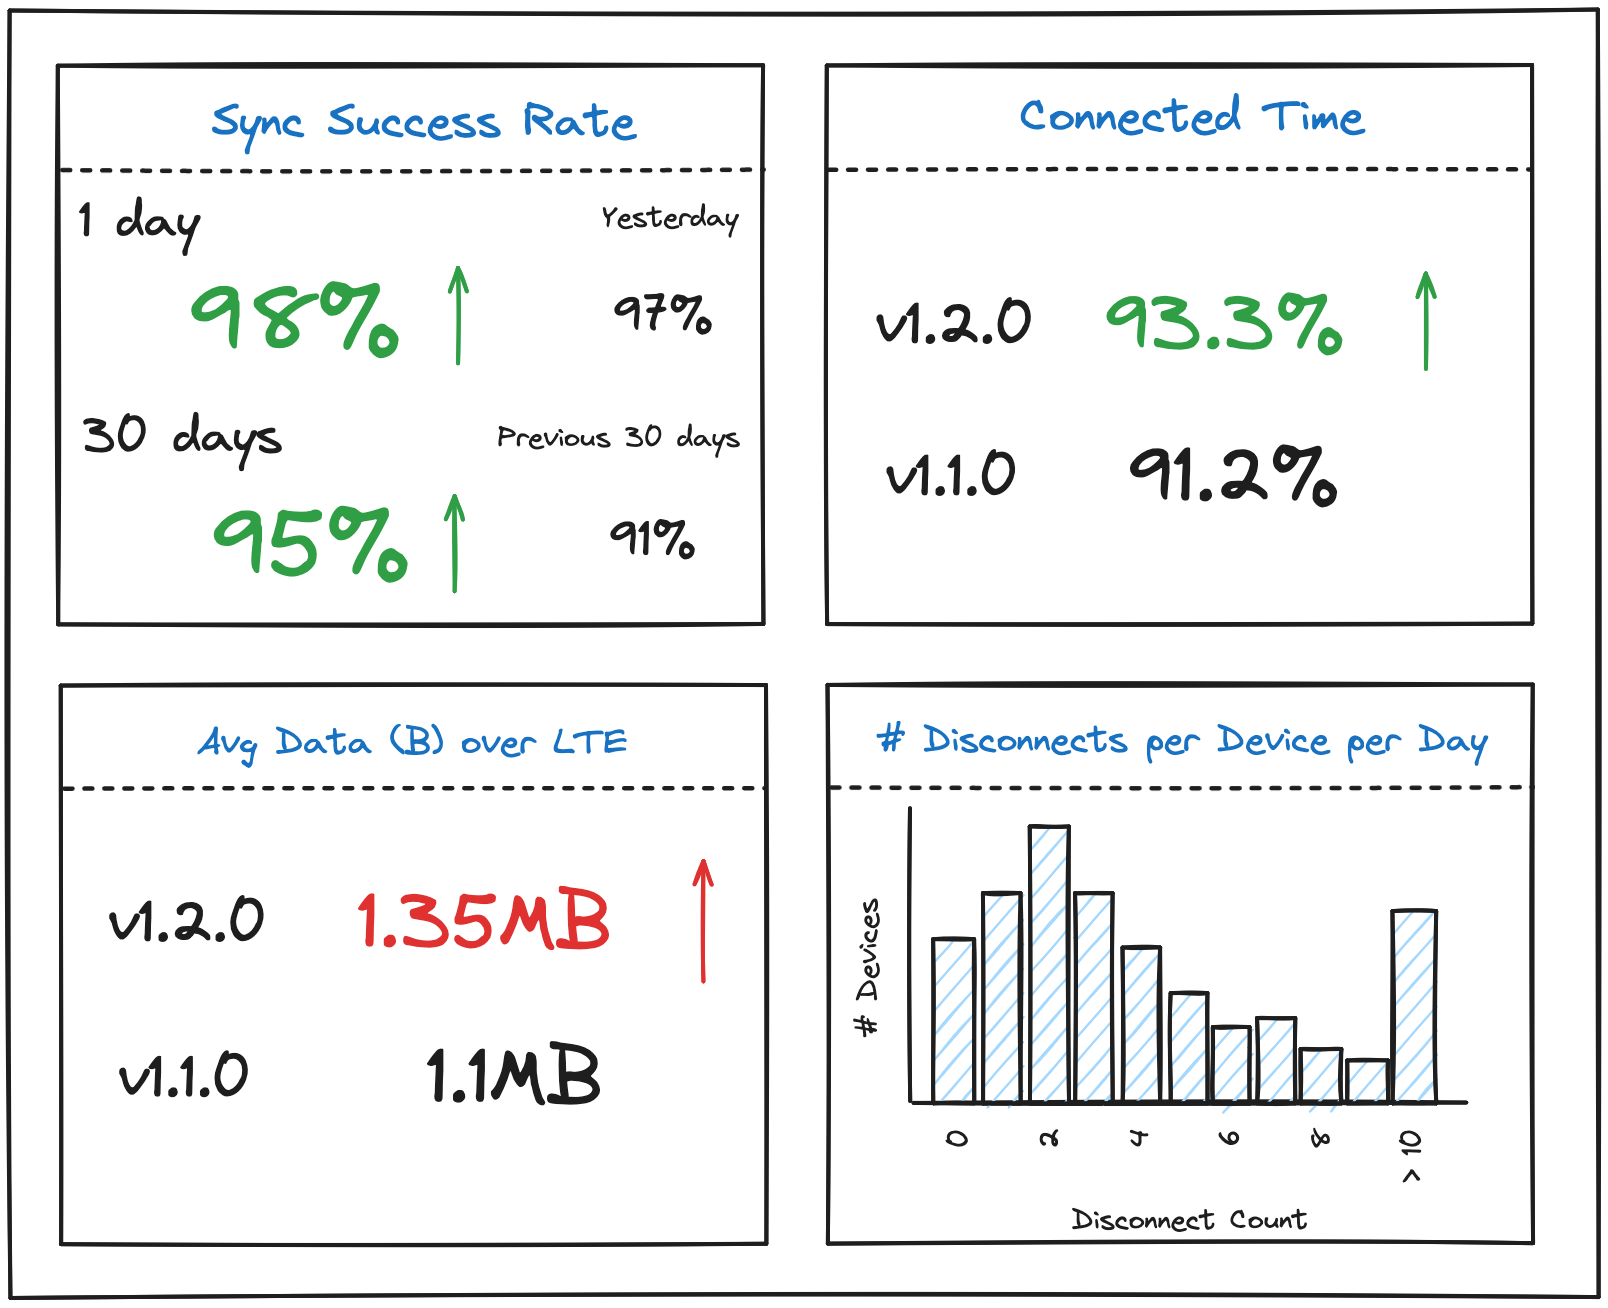 Sync Success Rate
1 day
Yesterday
98%
97%
30 days
Previous 30 days
95%
91%
Connected Time
v1.2.0 93.3%
v1.1.0 91.2%
Avg Data (B) over LTE
v1.2.0 1.35MB
v1.1.0 1.1MB
# Disconnects per Device per Day
# Devices
0 2 4 6 8 > 10
Disconnect Count